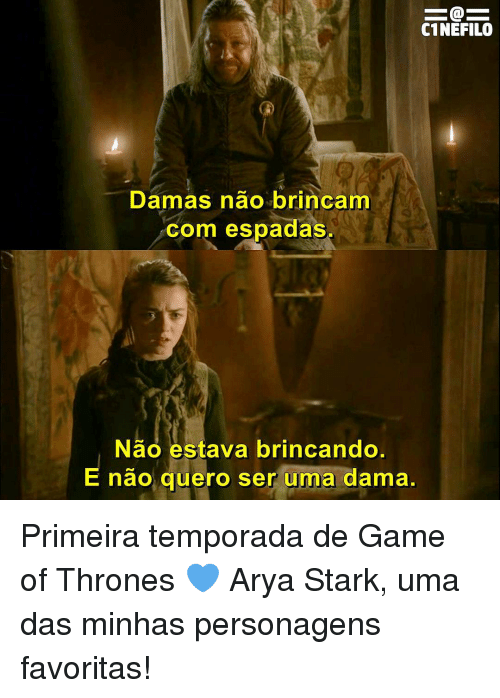 @
C1NÉFILO
Damas não brincam
com espadas.
Não estava brincando.
E não quero ser uma dama.
Primeira temporada de Game
of Thrones 💙 Arya Stark, uma
das minhas personagens
favoritas!